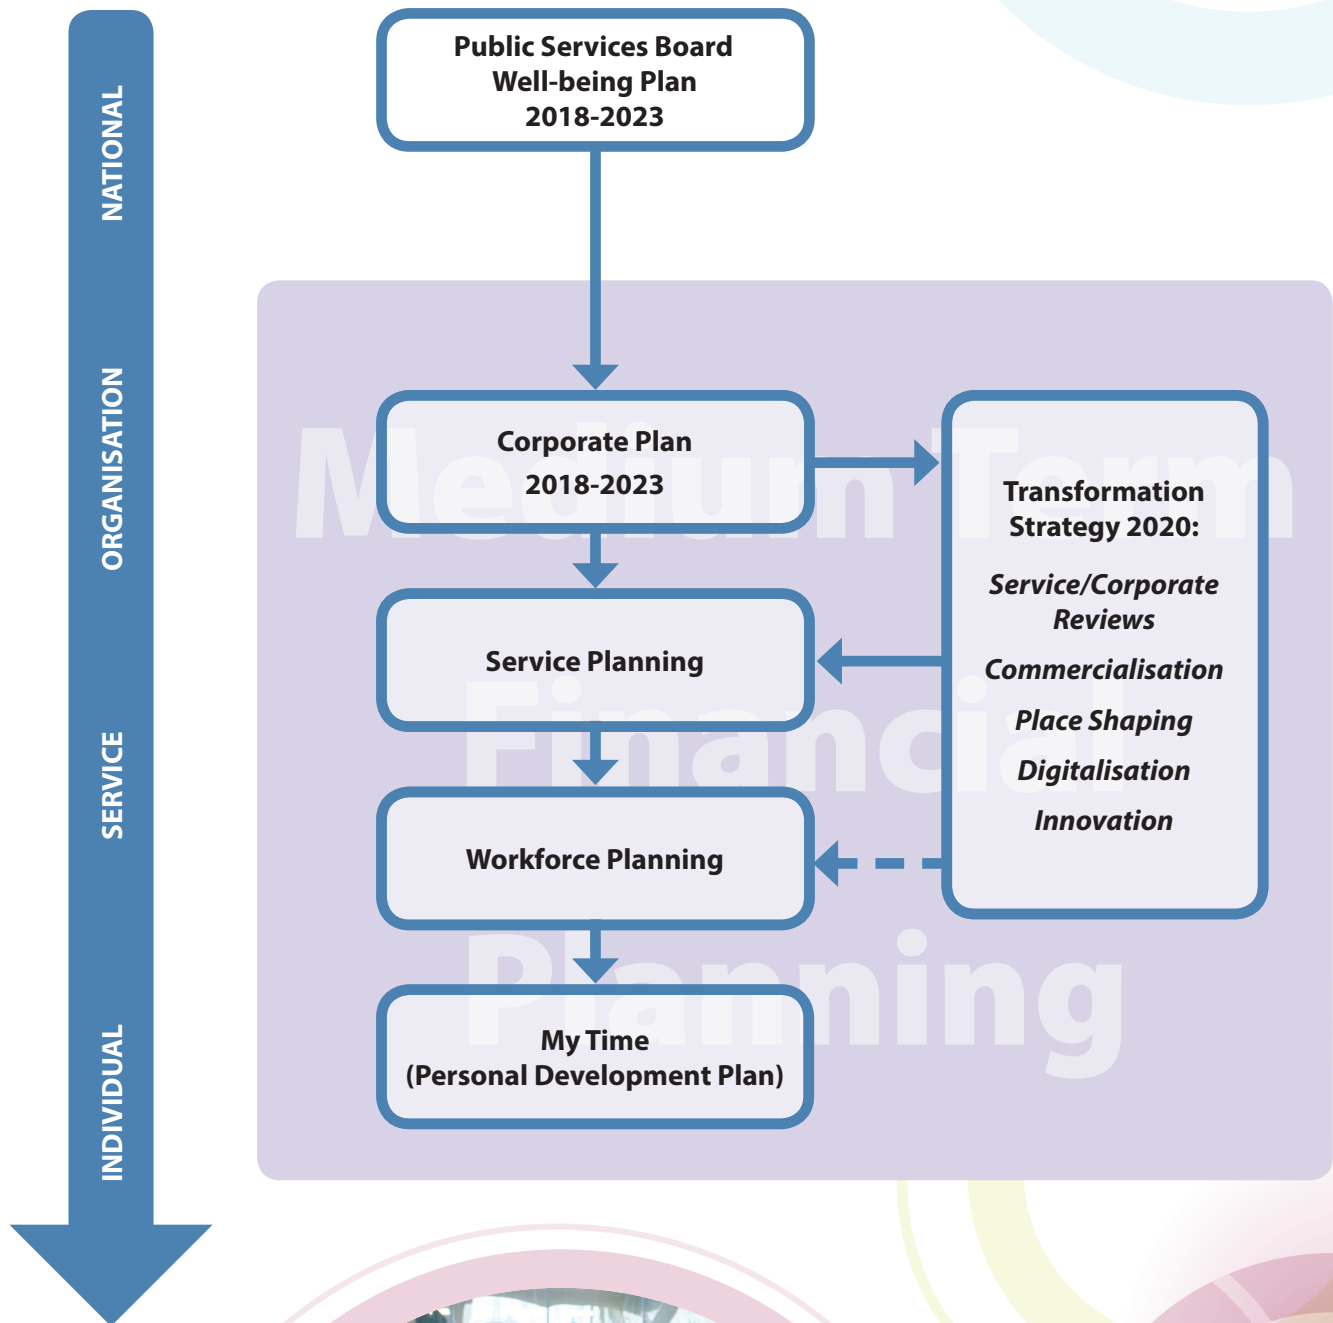 NATIONAL
ORGANISATION
SERVICE
INDIVIDUAL
Public Services Board
Well-being Plan
2018-2023
Medium Term
Financial
Planning
Corporate Plan
2018-2023
Service Planning
Workforce Planning
My Time
(Personal Development Plan)
Transformation
Strategy 2020:
Service/Corporate
Reviews
Commercialisation
Place Shaping
Digitalisation
Innovation